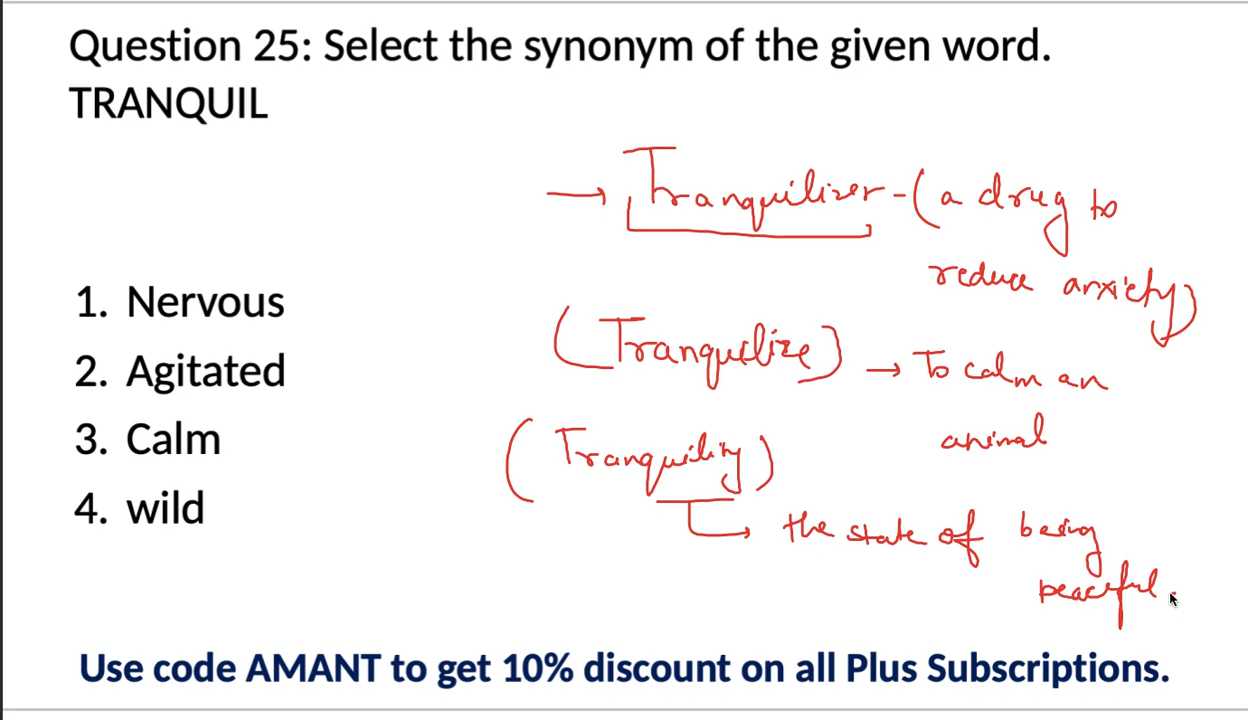 Question 25: Select the synonym of the given word.
TRANQUIL
→ Tranquilizer - (a drug to
reduce anxiety)
1. Nervous
(Tranquilize) → To calm an
animal
2. Agitated
3. Calm
(Tranquility)
4. wild
the state of being
peaceful.
Use code AMANT to get 10% discount on all Plus Subscriptions.